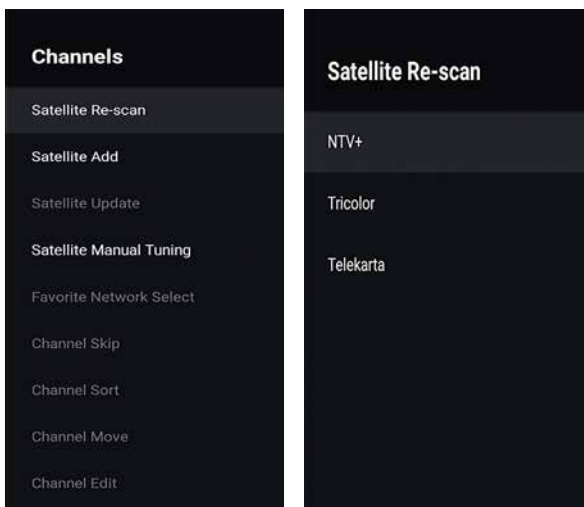 Channels
Satellite Re-scan
Satellite Add
Satellite Update
Satellite Manual Tuning
Favorite Network Select
Channel Skip
Channel Sort
Channel Move
Channel Edit
Satellite Re-scan
NTV+
Tricolor
Telekarta